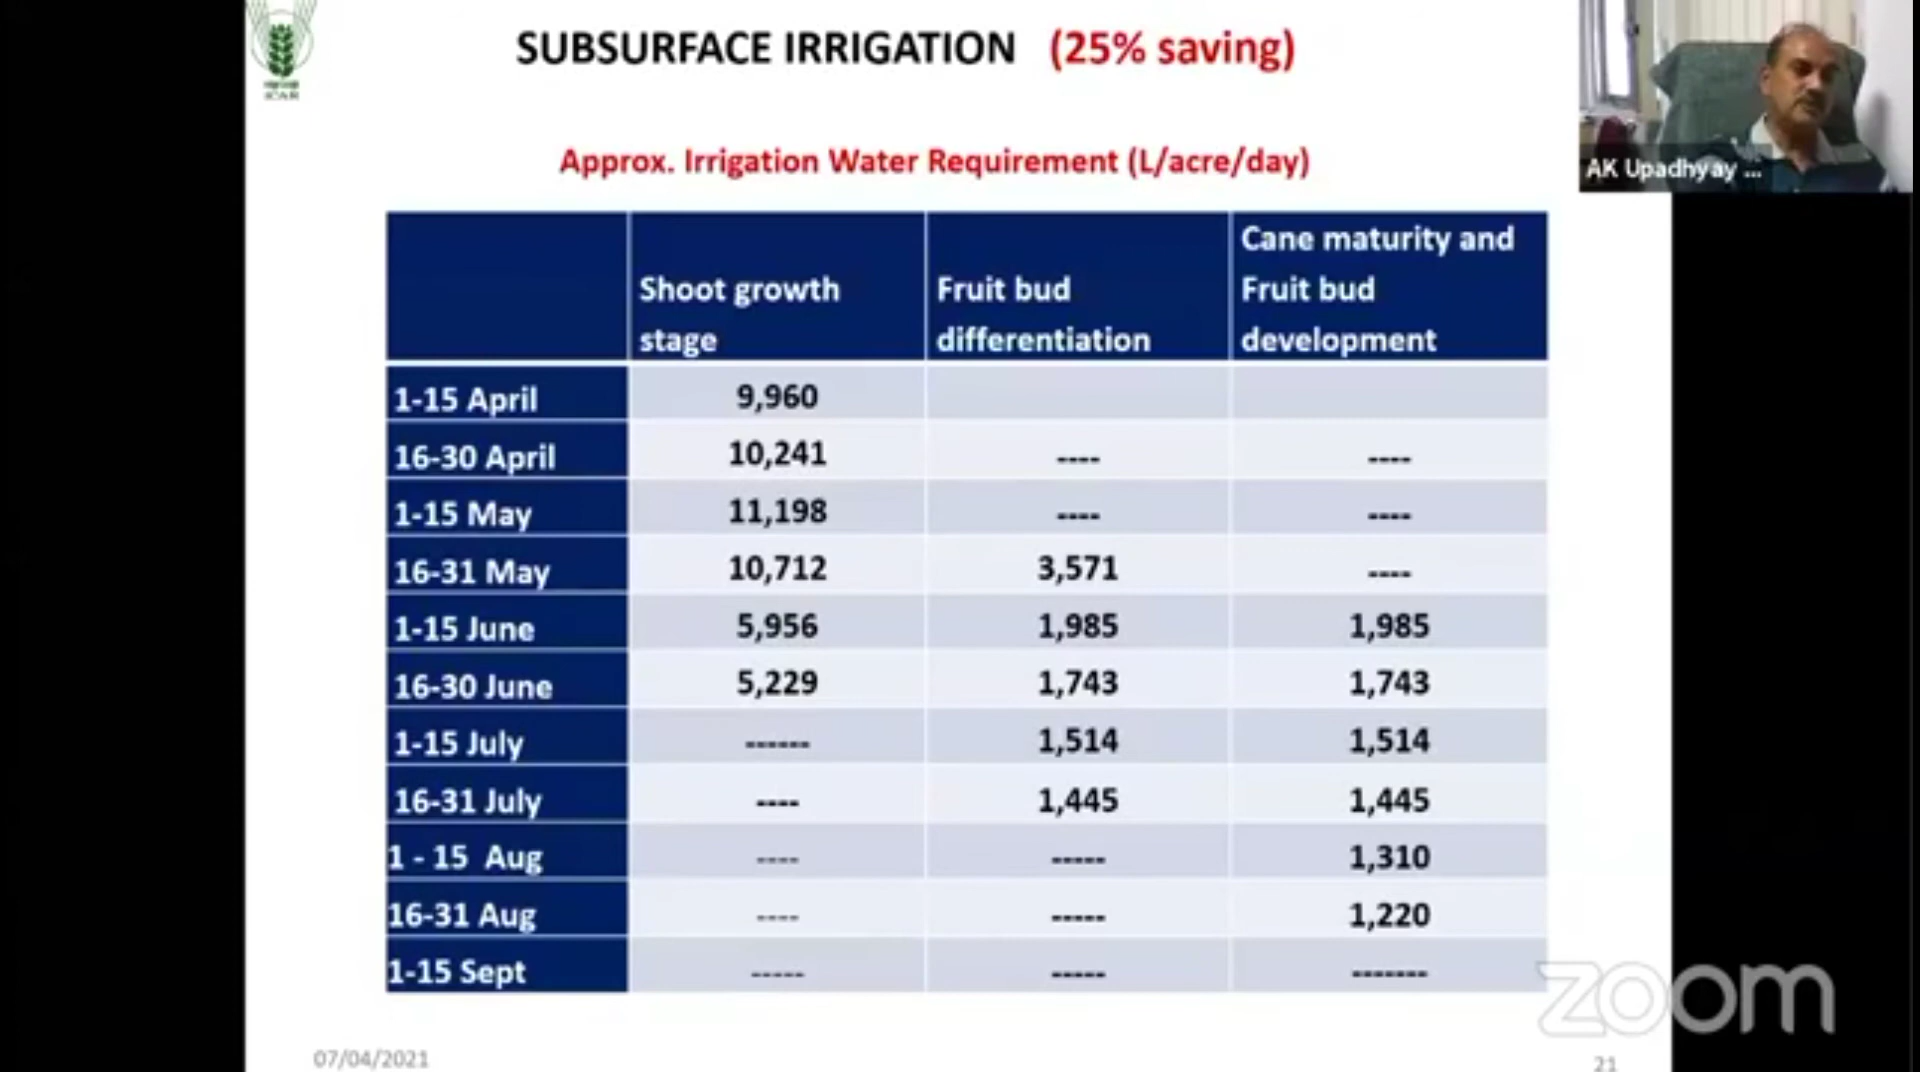 SUBSURFACE IRRIGATION (25% saving)
ICAR
AK Upadhyay ...
Approx. Irrigation Water Requirement (L/acre/day)
Shoot growth stage Fruit bud differentiation Cane maturity and Fruit bud development
1-15 April 9,960
16-30 April 10,241 ---- ----
1-15 May 11,198 ---- ----
16-31 May 10,712 3,571 ----
1-15 June 5,956 1,985 1,985
16-30 June 5,229 1,743 1,743
1-15 July ------ 1,514 1,514
16-31 July ---- 1,445 1,445
1 - 15 Aug ---- ----- 1,310
16-31 Aug ---- ----- 1,220
1-15 Sept ----- ----- -------
zoom
07/04/2021 21